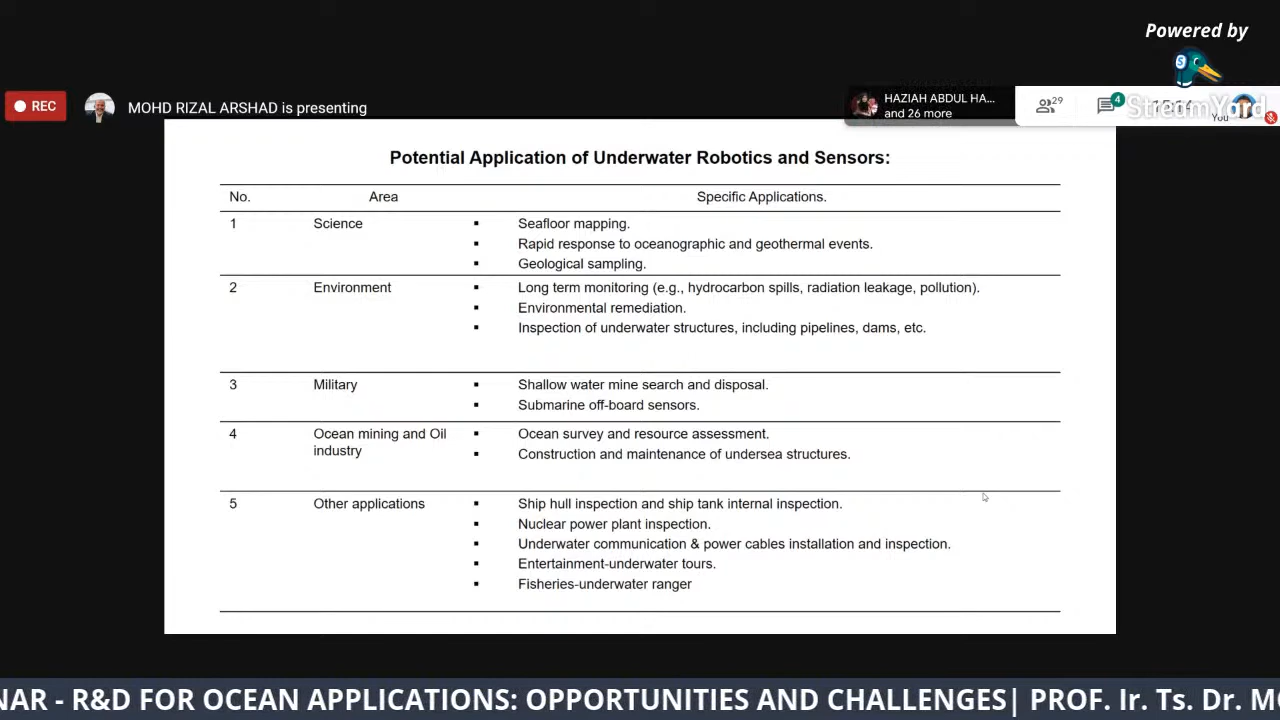 Powered by
S
REC
MOHD RIZAL ARSHAD is presenting
HAZIAH ABDUL HA...
and 26 more
29
4
You
StreamYard
Potential Application of Underwater Robotics and Sensors:
No. Area Specific Applications.
1 Science ▪ Seafloor mapping.
▪ Rapid response to oceanographic and geothermal events.
▪ Geological sampling.
2 Environment ▪ Long term monitoring (e.g., hydrocarbon spills, radiation leakage, pollution).
▪ Environmental remediation.
▪ Inspection of underwater structures, including pipelines, dams, etc.
3 Military ▪ Shallow water mine search and disposal.
▪ Submarine off-board sensors.
4 Ocean mining and Oil ▪ Ocean survey and resource assessment.
industry ▪ Construction and maintenance of undersea structures.
5 Other applications ▪ Ship hull inspection and ship tank internal inspection.
▪ Nuclear power plant inspection.
▪ Underwater communication & power cables installation and inspection.
▪ Entertainment-underwater tours.
▪ Fisheries-underwater ranger
NAR - R&D FOR OCEAN APPLICATIONS: OPPORTUNITIES AND CHALLENGES| PROF. Ir. Ts. Dr. MO